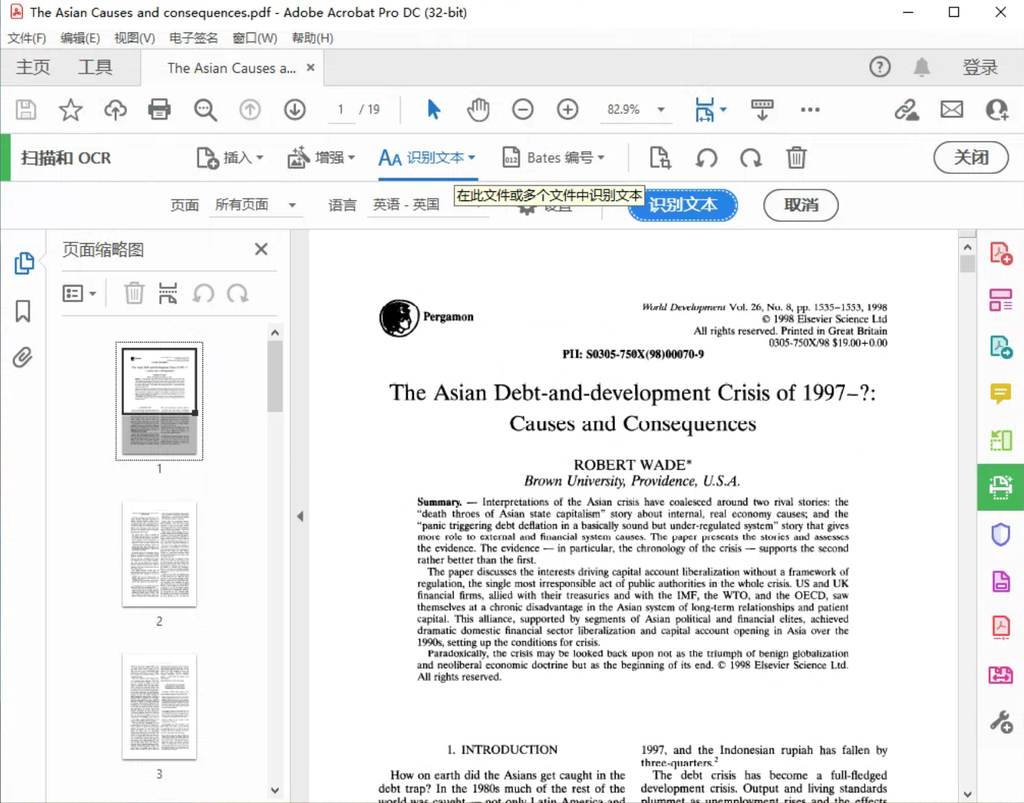 The Asian Causes and consequences.pdf - Adobe Acrobat Pro DC (32-bit)
文件(F) 编辑(E) 视图(V) 电子签名 窗口(W) 帮助(H)
主页 工具 The Asian Causes a... 登录
1 / 19 82.9%
扫描和 OCR 插入 增强 识别文本 Bates 编号 关闭
在此文件或多个文件中识别文本
页面 所有页面 语言 英语 - 英国 设置 识别文本 取消
页面缩略图
1
2
3
Pergamon
World Development Vol. 26, No. 8, pp. 1535–1553, 1998
© 1998 Elsevier Science Ltd
All rights reserved. Printed in Great Britain
0305-750X/98 $19.00+0.00
PII: S0305-750X(98)00070-9
The Asian Debt-and-development Crisis of 1997–?:
Causes and Consequences
ROBERT WADE*
Brown University, Providence, U.S.A.
Summary. — Interpretations of the Asian crisis have coalesced around two rival stories: the
“death throes of Asian state capitalism” story about internal, real economy causes; and the
“panic triggering debt deflation in a basically sound but under-regulated system” story that gives
more role to external and financial system causes. The paper presents the stories and assesses
the evidence. The evidence — in particular, the chronology of the crisis — supports the second
rather better than the first.
The paper discusses the interests driving capital account liberalization without a framework of
regulation, the single most irresponsible act of public authorities in the whole crisis. US and UK
financial firms, allied with their treasuries and with the IMF, the WTO, and the OECD, saw
themselves at a chronic disadvantage in the Asian system of long-term relationships and patient
capital. This alliance, supported by segments of Asian political and financial elites, achieved
dramatic domestic financial sector liberalization and capital account opening in Asia over the
1990s, setting up the conditions for crisis.
Paradoxically, the crisis may be looked back upon not as the triumph of benign globalization
and neoliberal economic doctrine but as the beginning of its end. © 1998 Elsevier Science Ltd.
All rights reserved.
1. INTRODUCTION
How on earth did the Asians get caught in the
debt trap? In the 1980s much of the rest of the
world was caught — not only Latin America and
1997, and the Indonesian rupiah has fallen by
three-quarters.2
The debt crisis has become a full-fledged
development crisis. Output and living standards
plummet as unemployment rises and the effects